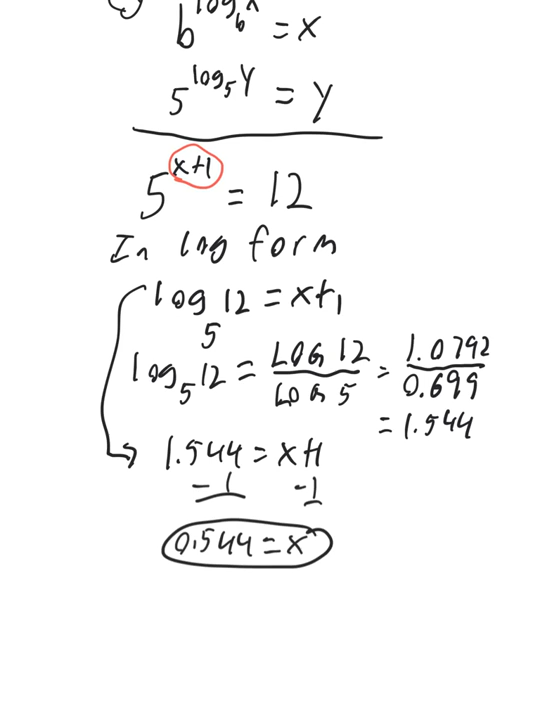 b^log_b x = x
5^log_5 y = y
5^x+1 = 12
In log form
log_5 12 = x+1
log_5 12 = LOG 12 / LOG 5 = 1.0792 / 0.699
= 1.544
1.544 = x+1
-1 -1
0.544 = x